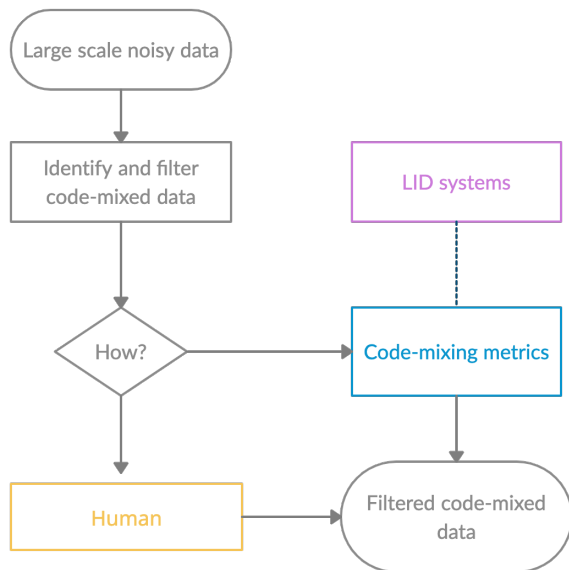 Large scale noisy data
Identify and filter
code-mixed data
LID systems
How?
Code-mixing metrics
Human
Filtered code-mixed
data